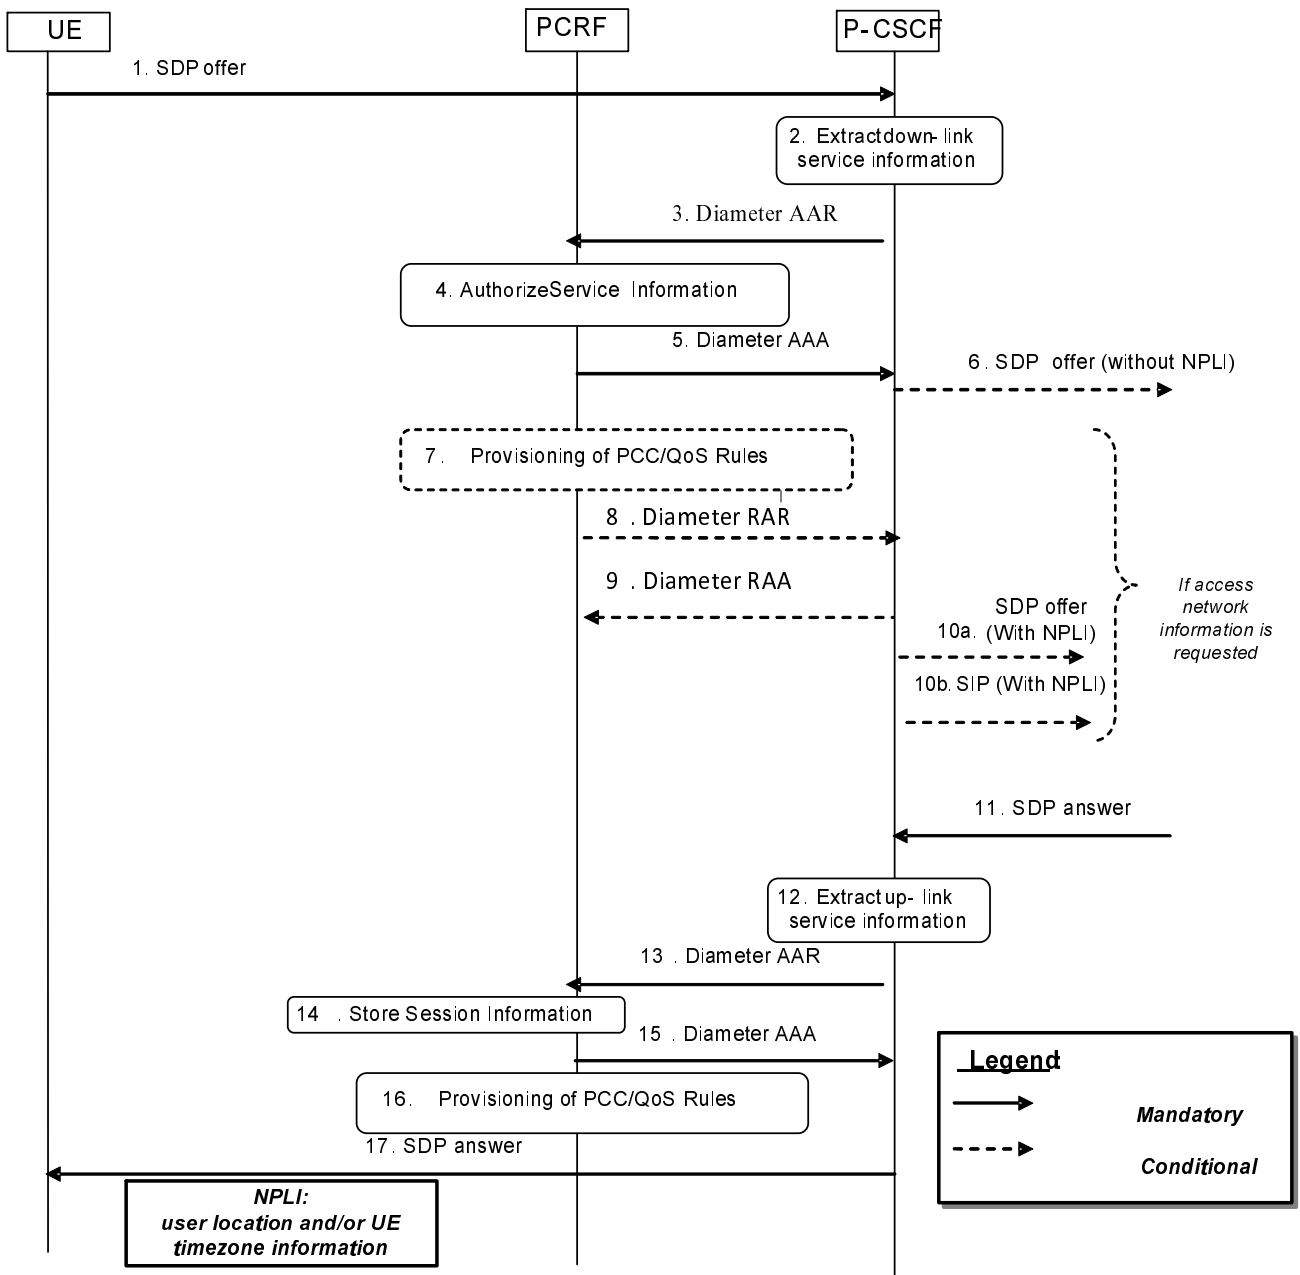 UE
PCRF
P-CSCF
1. SDP offer
2. Extract down-link
service information
3. Diameter AAR
4. Authorize Service Information
5. Diameter AAA
6. SDP offer (without NPLI)
7. Provisioning of PCC/QoS Rules
8. Diameter RAR
9. Diameter RAA
If access
network
information is
requested
SDP offer
10a. (With NPLI)
10b. SIP (With NPLI)
11. SDP answer
12. Extract up-link
service information
13. Diameter AAR
14. Store Session Information
15. Diameter AAA
16. Provisioning of PCC/QoS Rules
17. SDP answer
Legend:
Mandatory
Conditional
NPLI:
user location and/or UE
timezone information